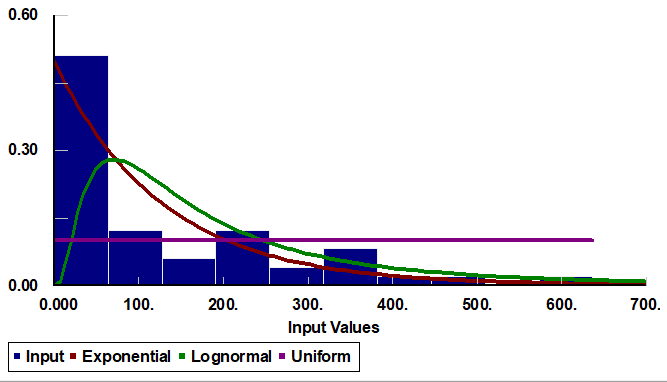 0.60
0.30
0.00
0.000 100. 200. 300. 400. 500. 600. 700.
Input Values
Input Exponential Lognormal Uniform